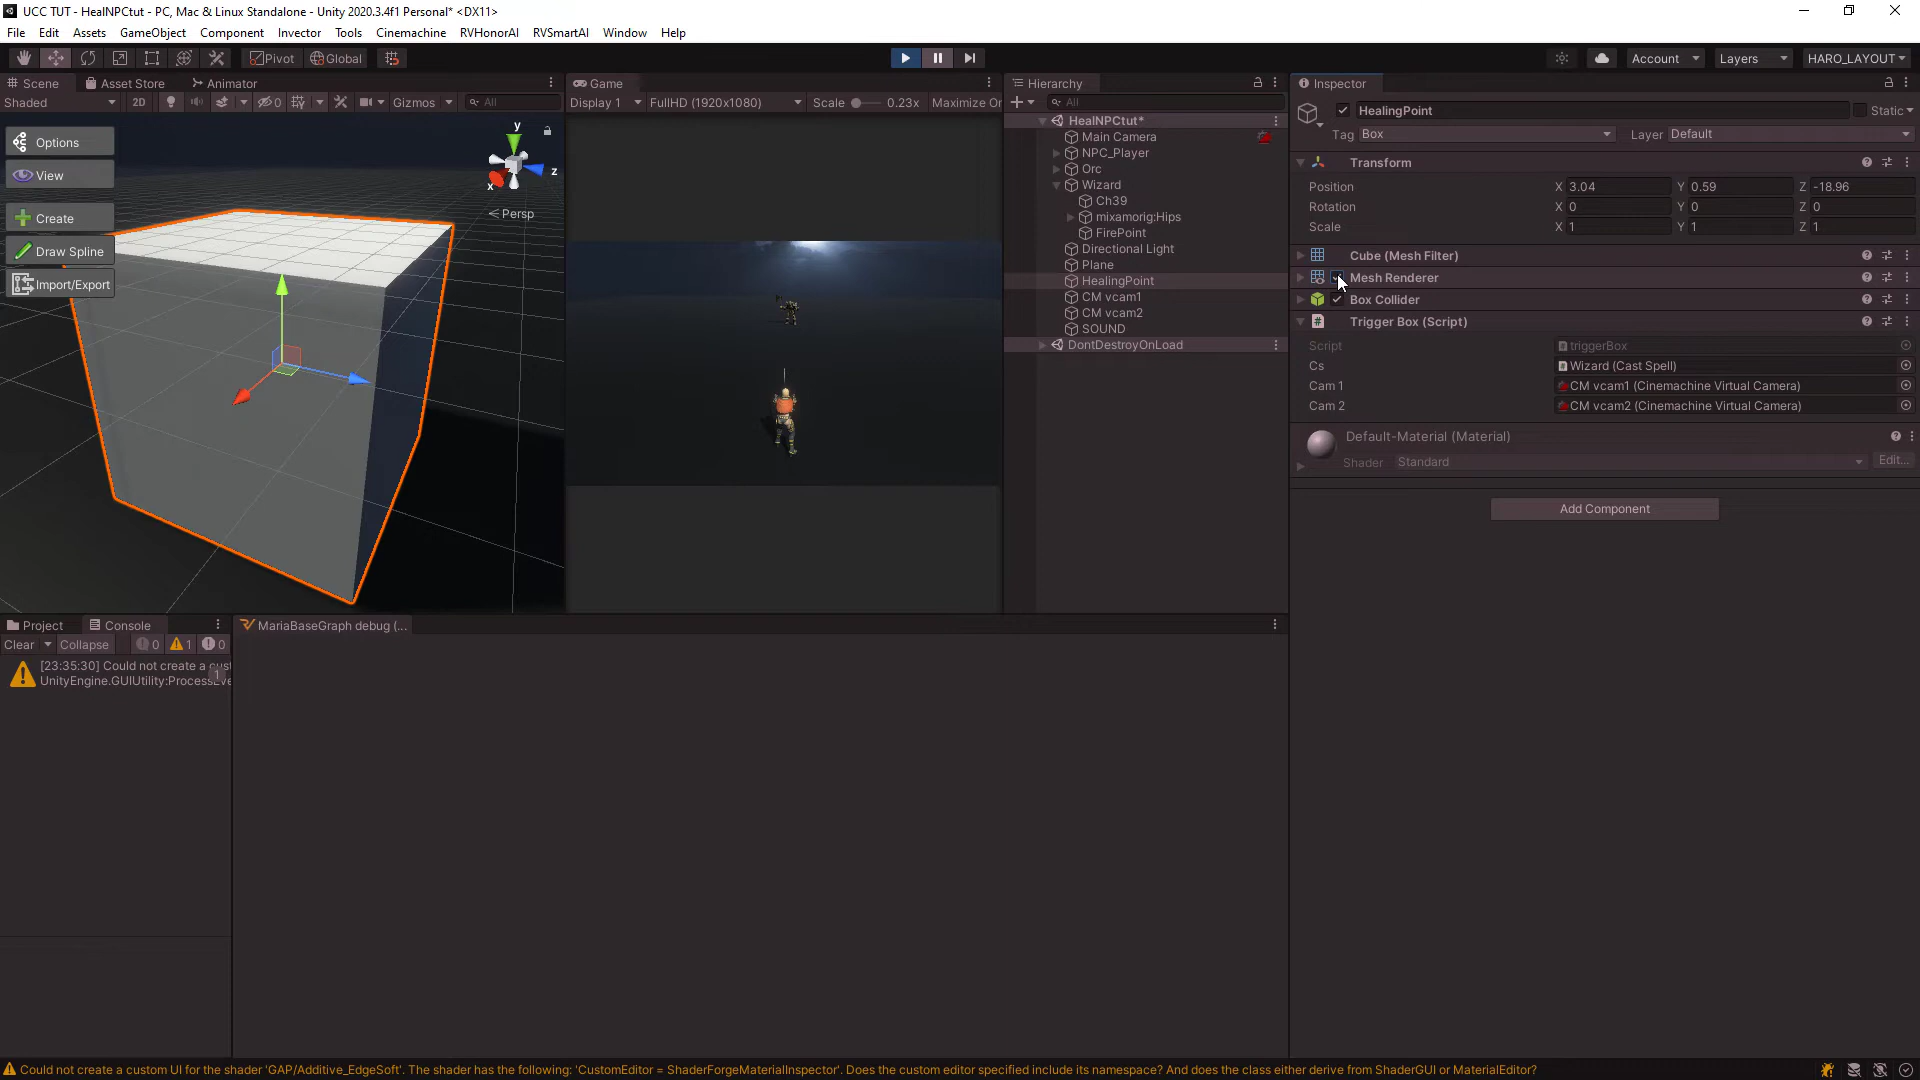 UCC TUT - HealNPCtut - PC, Mac & Linux Standalone - Unity 2020.3.4f1 Personal* <DX11>
File Edit Assets GameObject Component Invector Tools Cinemachine RVHonorAI RVSmartAI Window Help
Pivot Global Account Layers HARO_LAYOUT
Scene Asset Store Animator
Shaded 2D 0 Gizmos All
Options
View
Create
Draw Spline
Import/Export
y
z
x
Persp
Game
Display 1 FullHD (1920x1080) Scale 0.23x Maximize Or
Hierarchy
All
HealNPCtut*
Main Camera
NPC_Player
Orc
Wizard
Ch39
mixamorig:Hips
FirePoint
Directional Light
Plane
HealingPoint
CM vcam1
CM vcam2
SOUND
DontDestroyOnLoad
Inspector
HealingPoint Static
Tag Box Layer Default
Transform
Position X 3.04 Y 0.59 Z -18.96
Rotation X 0 Y 0 Z 0
Scale X 1 Y 1 Z 1
Cube (Mesh Filter)
Mesh Renderer
Box Collider
# Trigger Box (Script)
Script triggerBox
Cs Wizard (Cast Spell)
Cam 1 CM vcam1 (Cinemachine Virtual Camera)
Cam 2 CM vcam2 (Cinemachine Virtual Camera)
Default-Material (Material)
Shader Standard Edit...
Add Component
Project Console
Clear Collapse 0 1 0
[23:35:30] Could not create a cust
UnityEngine.GUIUtility:ProcessEve
1
MariaBaseGraph debug (...
Could not create a custom UI for the shader 'GAP/Additive_EdgeSoft'. The shader has the following: 'CustomEditor = ShaderForgeMaterialInspector'. Does the custom editor specified include its namespace? And does the class either derive from ShaderGUI or MaterialEditor?